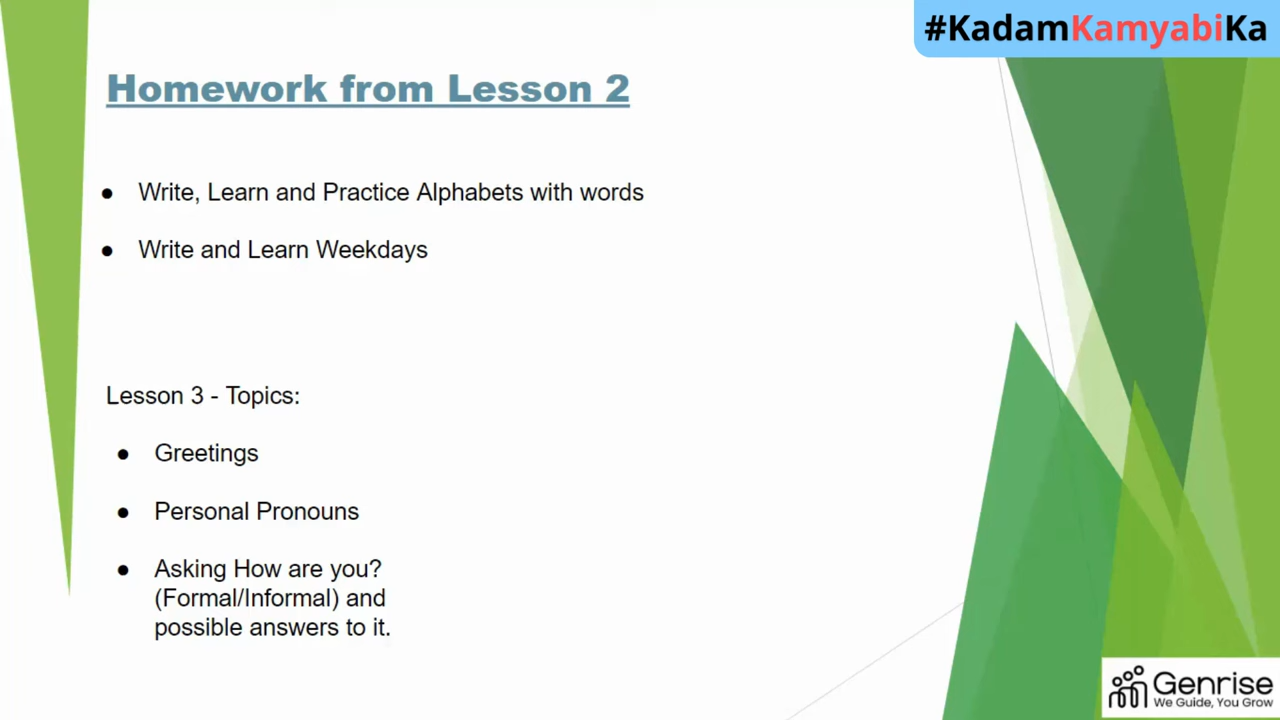 #KadamKamyabiKa
Homework from Lesson 2
● Write, Learn and Practice Alphabets with words
● Write and Learn Weekdays
Lesson 3 - Topics:
● Greetings
● Personal Pronouns
● Asking How are you?
(Formal/Informal) and
possible answers to it.
Genrise
We Guide, You Grow